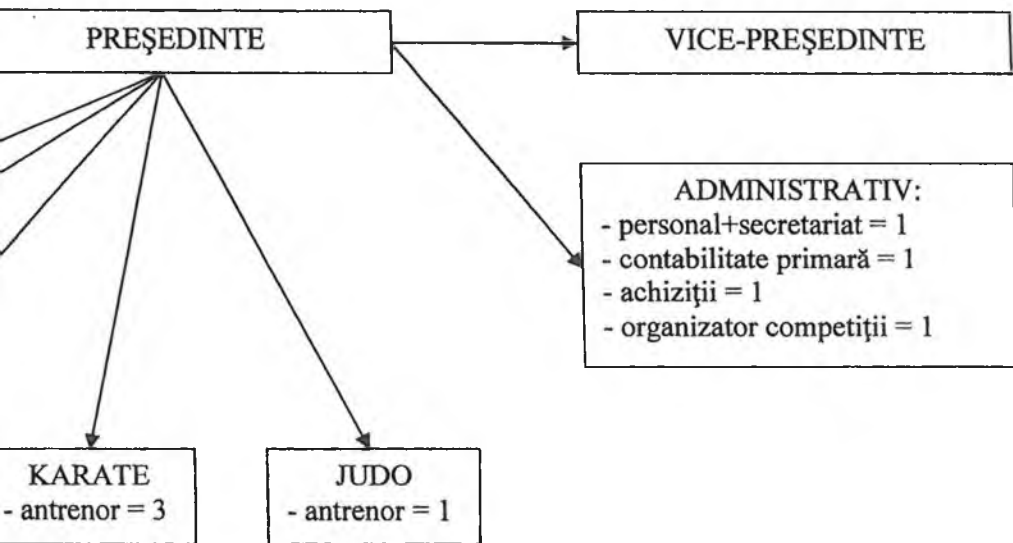 PREŞEDINTE
VICE-PREŞEDINTE
ADMINISTRATIV:
- personal+secretariat = 1
- contabilitate primară = 1
- achiziţii = 1
- organizator competiţii = 1
KARATE
- antrenor = 3
JUDO
- antrenor = 1